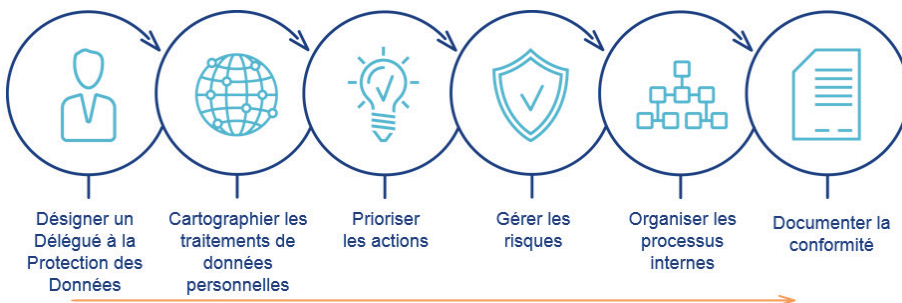 Désigner un
Délégué à la
Protection des
Données
Cartographier les
traitements de
données
personnelles
Prioriser
les actions
Gérer les
risques
Organiser les
processus
internes
Documenter la
conformité